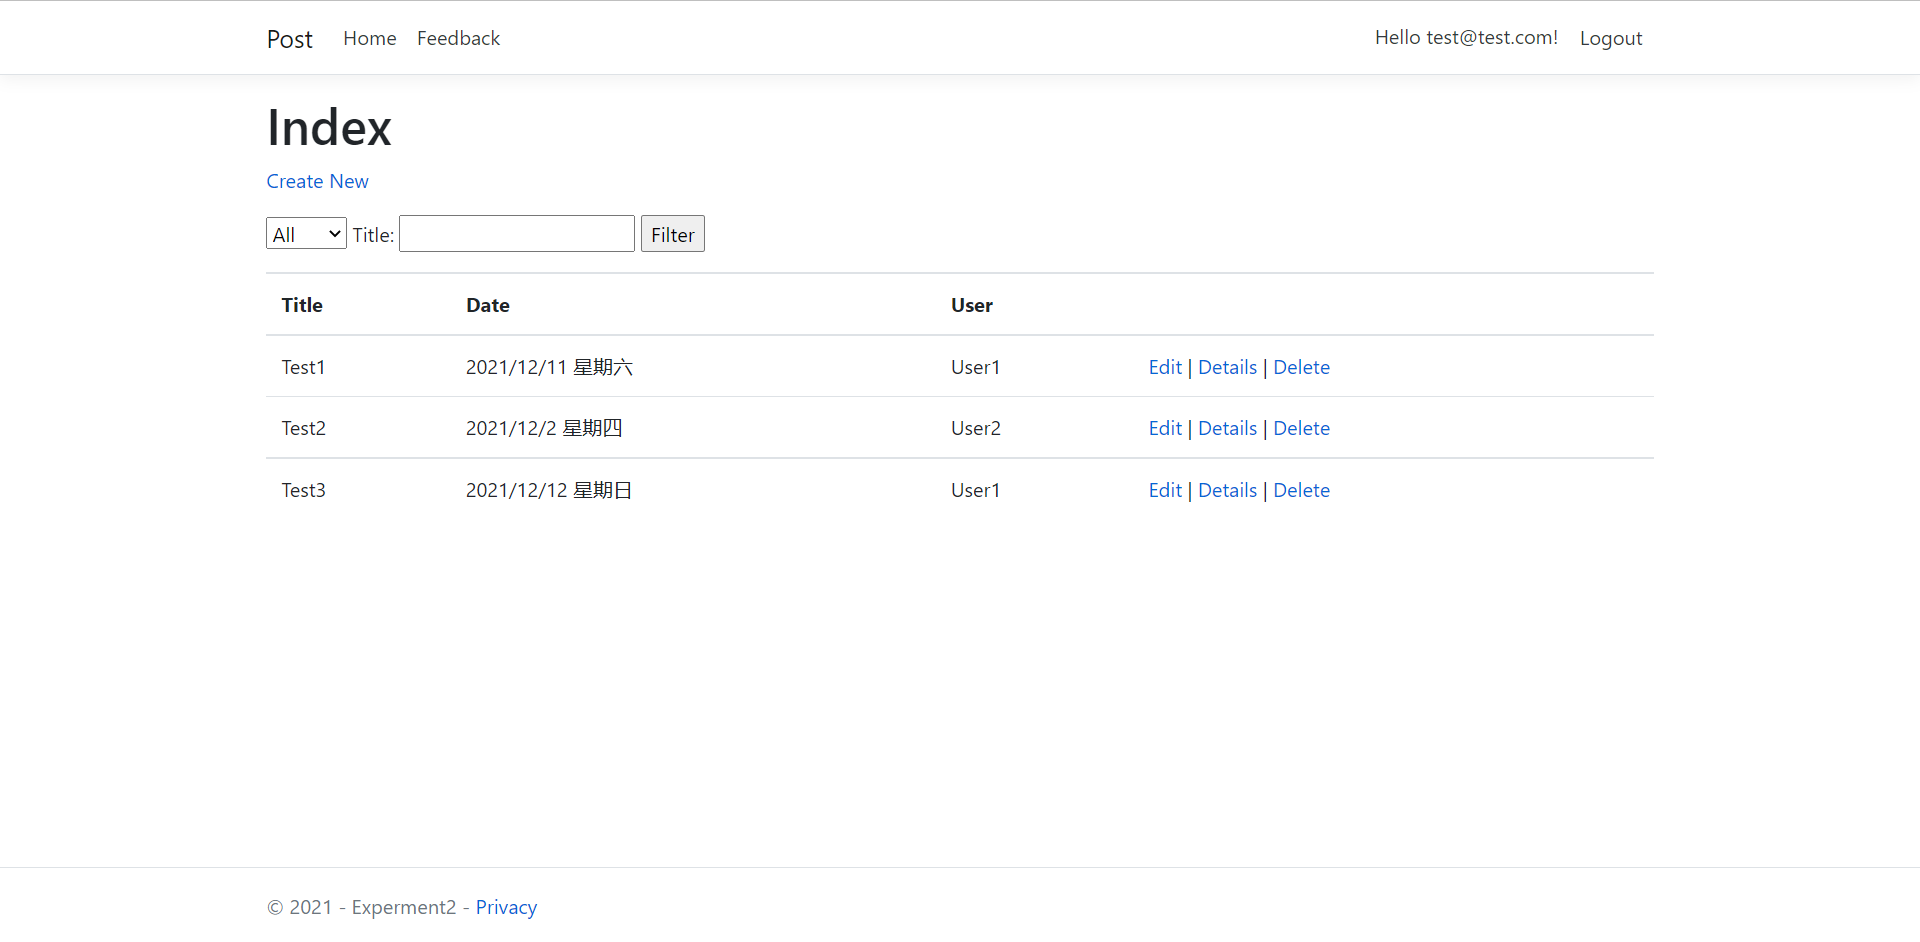 Post Home Feedback Hello test@test.com! Logout
Index
Create New
All Title: Filter
Title Date User
Test1 2021/12/11 星期六 User1 Edit | Details | Delete
Test2 2021/12/2 星期四 User2 Edit | Details | Delete
Test3 2021/12/12 星期日 User1 Edit | Details | Delete
© 2021 - Experment2 - Privacy